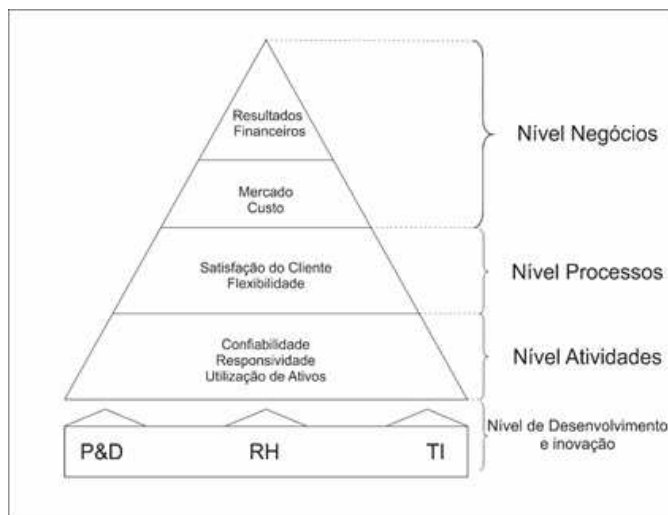 Resultados
Financeiros
Nível Negócios
Mercado
Custo
Satisfação do Cliente
Flexibilidade
Nível Processos
Confiabilidade
Responsividade
Utilização de Ativos
Nível Atividades
Nível de Desenvolvimento
e inovação
P&D RH TI